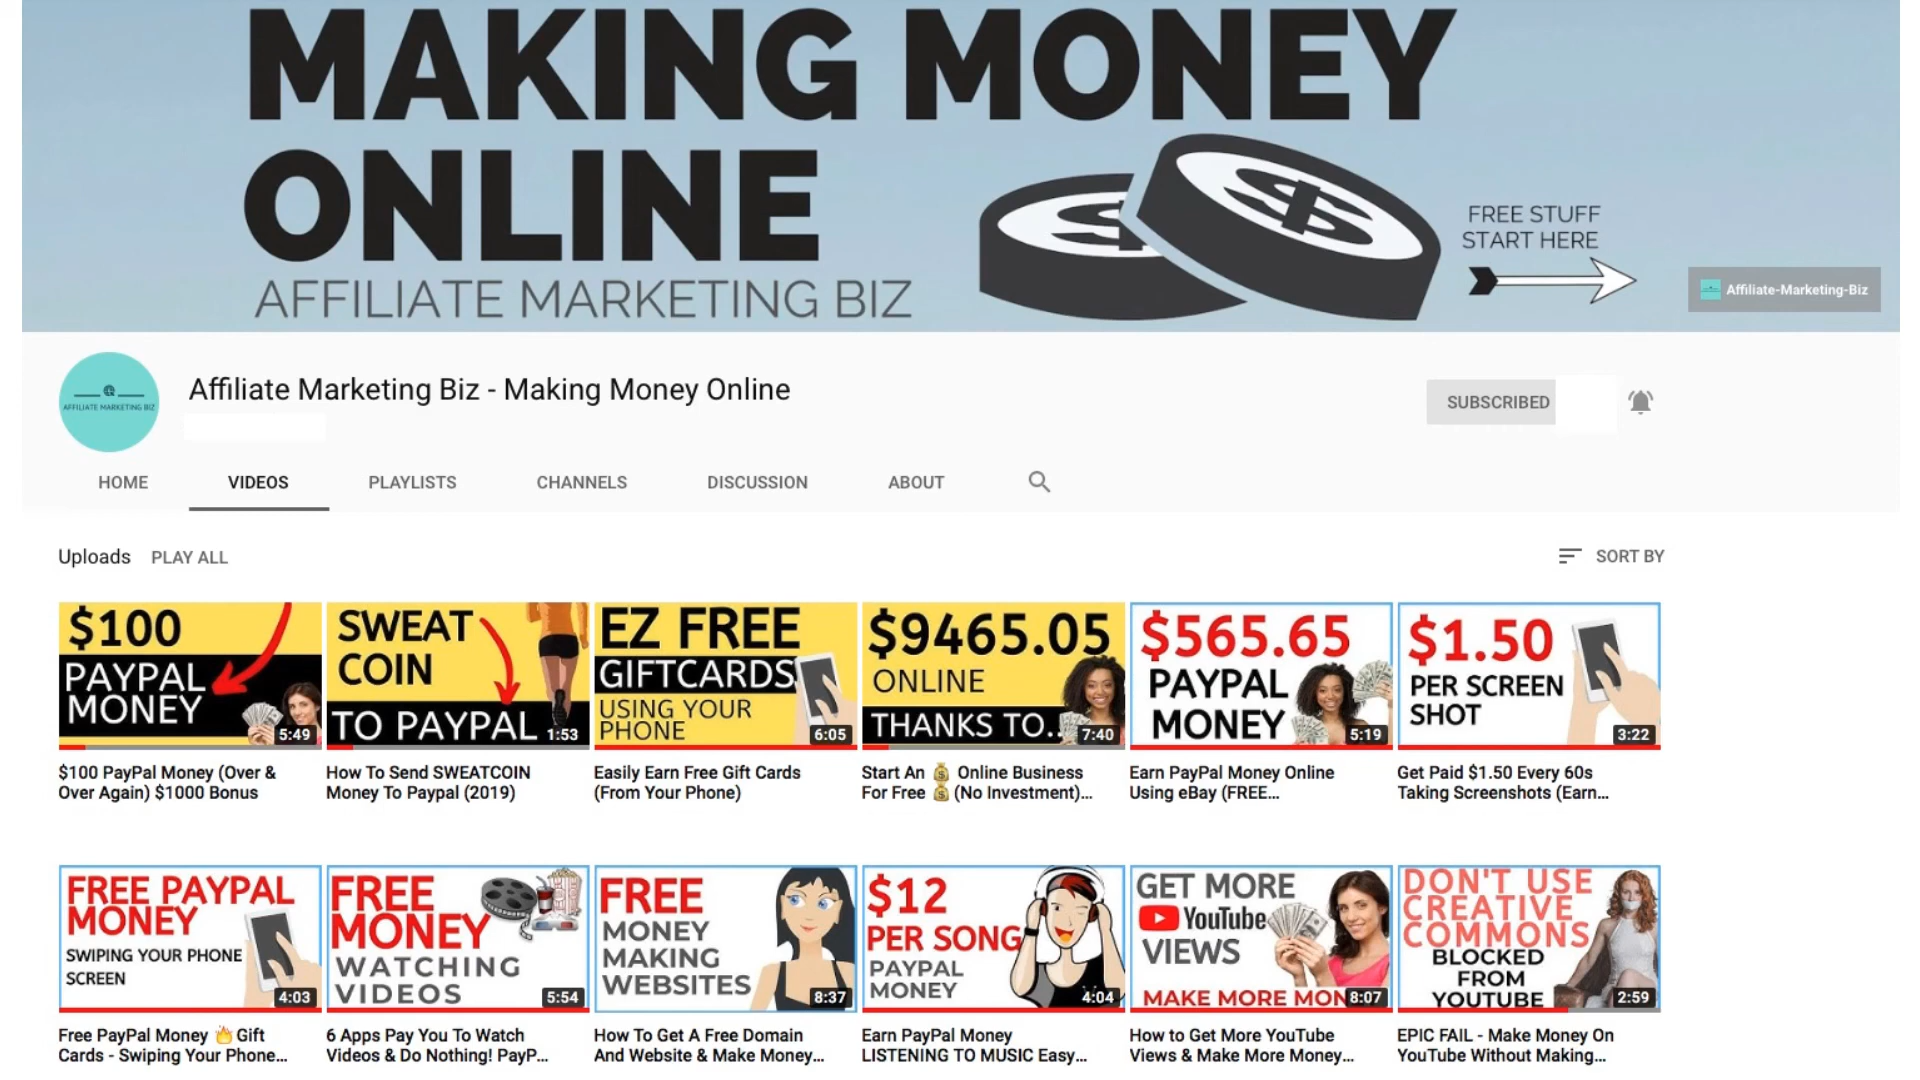 MAKING MONEY
ONLINE
AFFILIATE MARKETING BIZ
FREE STUFF
START HERE
Affiliate-Marketing-Biz
AFFILIATE MARKETING BIZ
Affiliate Marketing Biz - Making Money Online
SUBSCRIBED
HOME VIDEOS PLAYLISTS CHANNELS DISCUSSION ABOUT
Uploads PLAY ALL
SORT BY
$100
PAYPAL
MONEY
5:49
$100 PayPal Money (Over &
Over Again) $1000 Bonus
SWEAT
COIN
TO PAYPAL
1:53
How To Send SWEATCOIN
Money To Paypal (2019)
EZ FREE
GIFTCARDS
USING YOUR
PHONE
6:05
Easily Earn Free Gift Cards
(From Your Phone)
$9465.05
ONLINE
THANKS TO..
7:40
Start An 💰 Online Business
For Free 💰 (No Investment)...
$565.65
PAYPAL
MONEY
5:19
Earn PayPal Money Online
Using eBay (FREE...
$1.50
PER SCREEN
SHOT
3:22
Get Paid $1.50 Every 60s
Taking Screenshots (Earn...
FREE PAYPAL
MONEY
SWIPING YOUR PHONE
SCREEN
4:03
Free PayPal Money 🔥 Gift
Cards - Swiping Your Phone...
FREE
MONEY
WATCHING
VIDEOS
5:54
6 Apps Pay You To Watch
Videos & Do Nothing! PayP...
FREE
MONEY
MAKING
WEBSITES
8:37
How To Get A Free Domain
And Website & Make Money...
$12
PER SONG
PAYPAL
MONEY
4:04
Earn PayPal Money
LISTENING TO MUSIC Easy...
GET MORE
YouTube
VIEWS
MAKE MORE MON
8:07
How to Get More YouTube
Views & Make More Money...
DON'T USE
CREATIVE
COMMONS
BLOCKED
FROM
YOUTUBE
2:59
EPIC FAIL - Make Money On
YouTube Without Making...